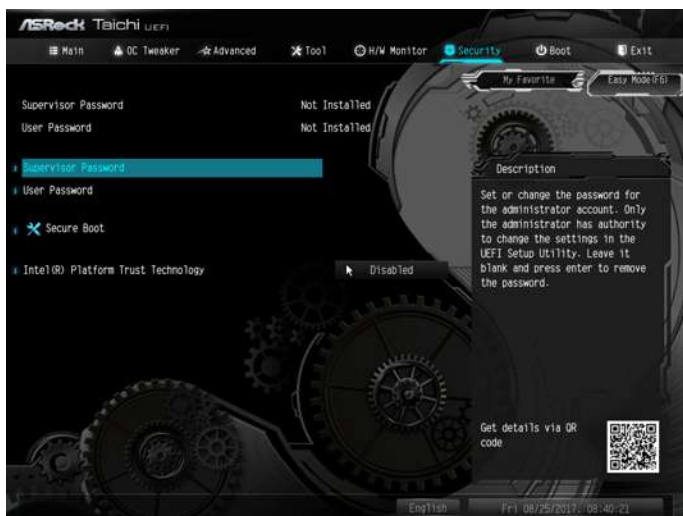 ASRock Taichi UEFI
Main OC Tweaker Advanced Tool H/W Monitor Security Boot Exit
My Favorite Easy Mode(F6)
Supervisor Password Not Installed
User Password Not Installed
Supervisor Password
User Password
Secure Boot
Intel(R) Platform Trust Technology Disabled
Description
Set or change the password for
the administrator account. Only
the administrator has authority
to change the settings in the
UEFI Setup Utility. Leave it
blank and press enter to remove
the password.
Get details via QR
code
English Fri 08/25/2017, 08:40:21